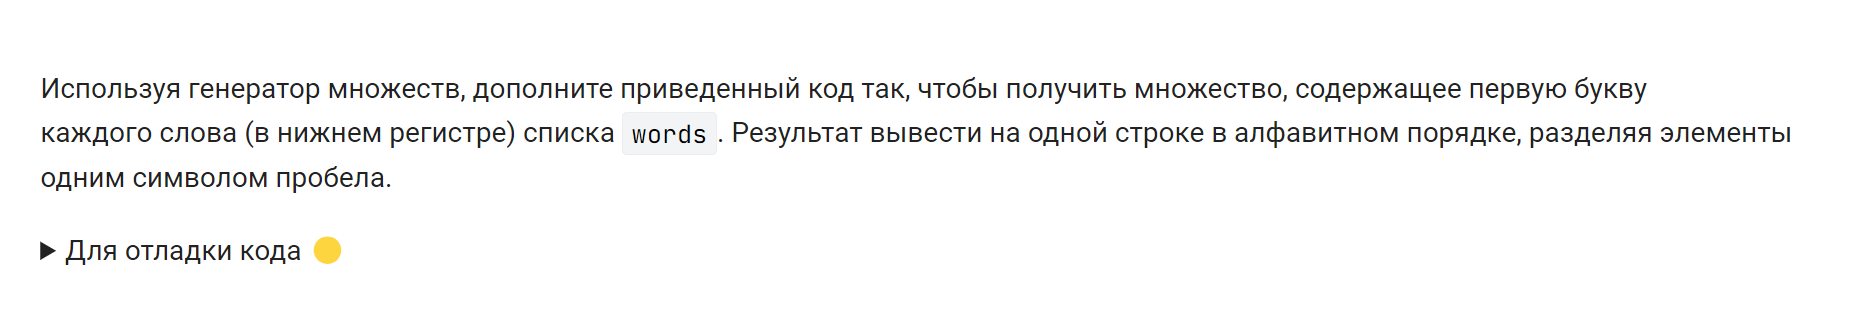 Используя генератор множеств, дополните приведенный код так, чтобы получить множество, содержащее первую букву
каждого слова (в нижнем регистре) списка words. Результат вывести на одной строке в алфавитном порядке, разделяя элементы
одним символом пробела.
Для отладки кода